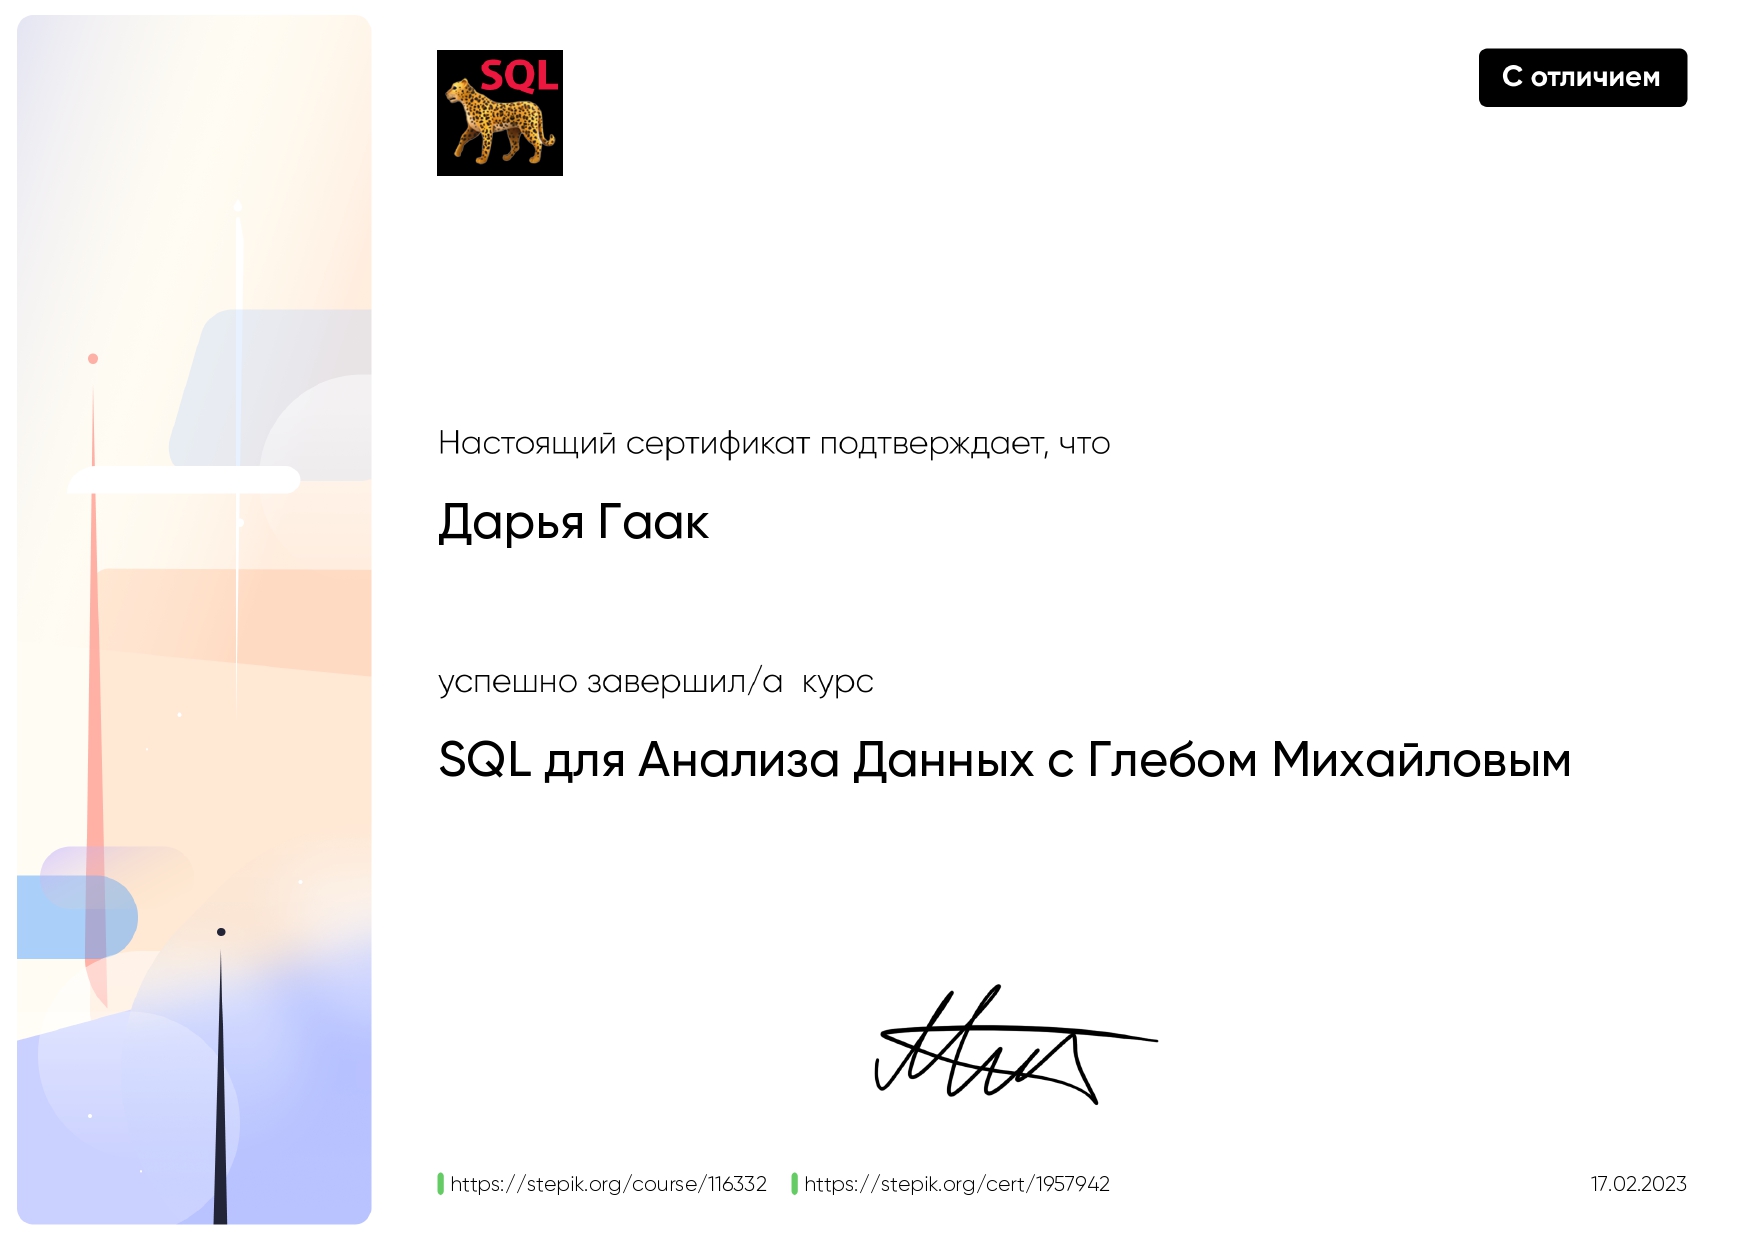 SQL
С отличием
Настоящий сертификат подтверждает, что
Дарья Гаак
успешно завершил/а курс
SQL для Анализа Данных с Глебом Михайловым
https://stepik.org/course/116332 https://stepik.org/cert/1957942 17.02.2023